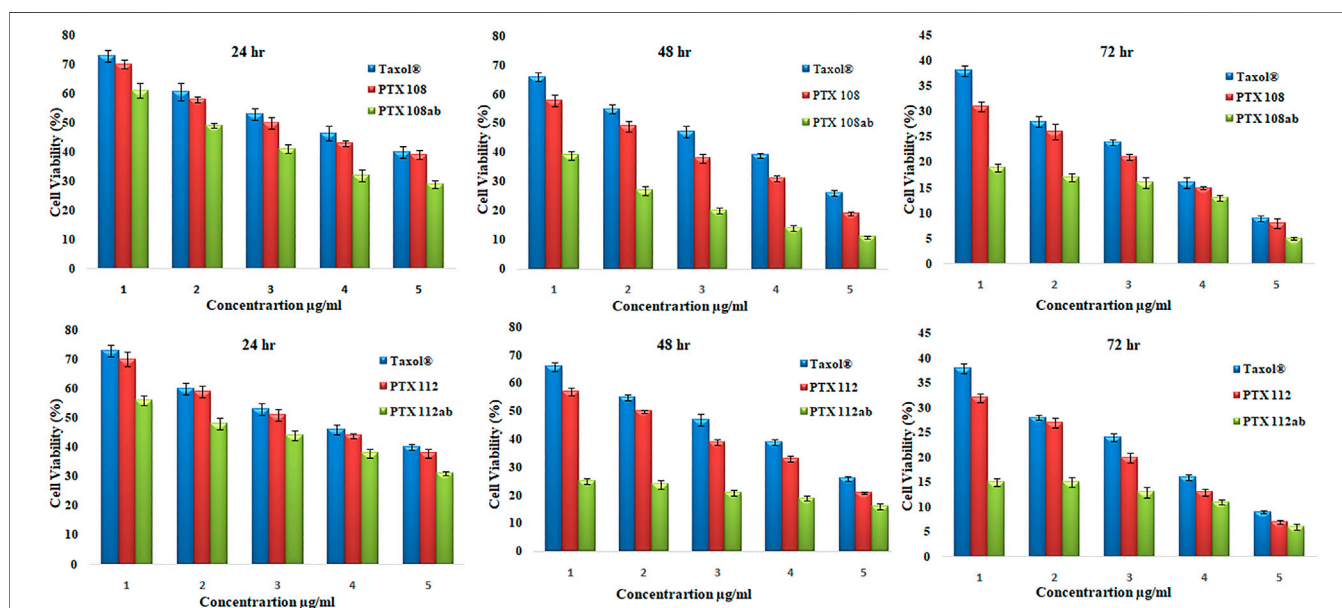 24 hr
Cell Viability (%)
80
70
60
50
40
30
20
10
0
Taxol®
PTX 108
PTX 108ab
1 2 3 4 5
Concentrartion µg/ml
48 hr
Cell Viability (%)
80
70
60
50
40
30
20
10
0
Taxol®
PTX 108
PTX 108ab
1 2 3 4 5
Concentrartion µg/ml
72 hr
Cell Viability (%)
45
40
35
30
25
20
15
10
5
0
Taxol®
PTX 108
PTX 108ab
1 2 3 4 5
Concentrartion µg/ml
24 hr
Cell Viability (%)
80
70
60
50
40
30
20
10
0
Taxol®
PTX 112
PTX 112ab
1 2 3 4 5
Concentrartion µg/ml
48 hr
Cell Viability (%)
80
70
60
50
40
30
20
10
0
Taxol®
PTX 112
PTX 112ab
1 2 3 4 5
Concentrartion µg/ml
72 hr
Cell Viability (%)
45
40
35
30
25
20
15
10
5
0
Taxol®
PTX 112
PTX 112ab
1 2 3 4 5
Concentrartion µg/ml